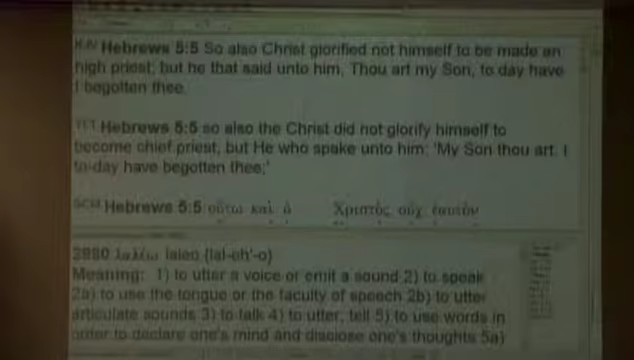 KJV Hebrews 5:5 So also Christ glorified not himself to be made an
high priest; but he that said unto him, Thou art my Son, to day have
I begotten thee.
YLT Hebrews 5:5 so also the Christ did not glorify himself to
become chief priest, but He who spake unto him: 'My Son thou art, I
to-day have begotten thee;'
Hebrews 5:5 οὕτω καὶ ὁ Χριστὸς οὐχ ἑαυτὸν
2980 λαλέω laleo {lal-eh'-o}
Meaning: 1) to utter a voice or emit a sound 2) to speak
2a) to use the tongue or the faculty of speech 2b) to utter
articulate sounds 3) to talk 4) to utter, tell 5) to use words in
order to declare one's mind and disclose one's thoughts 5a)